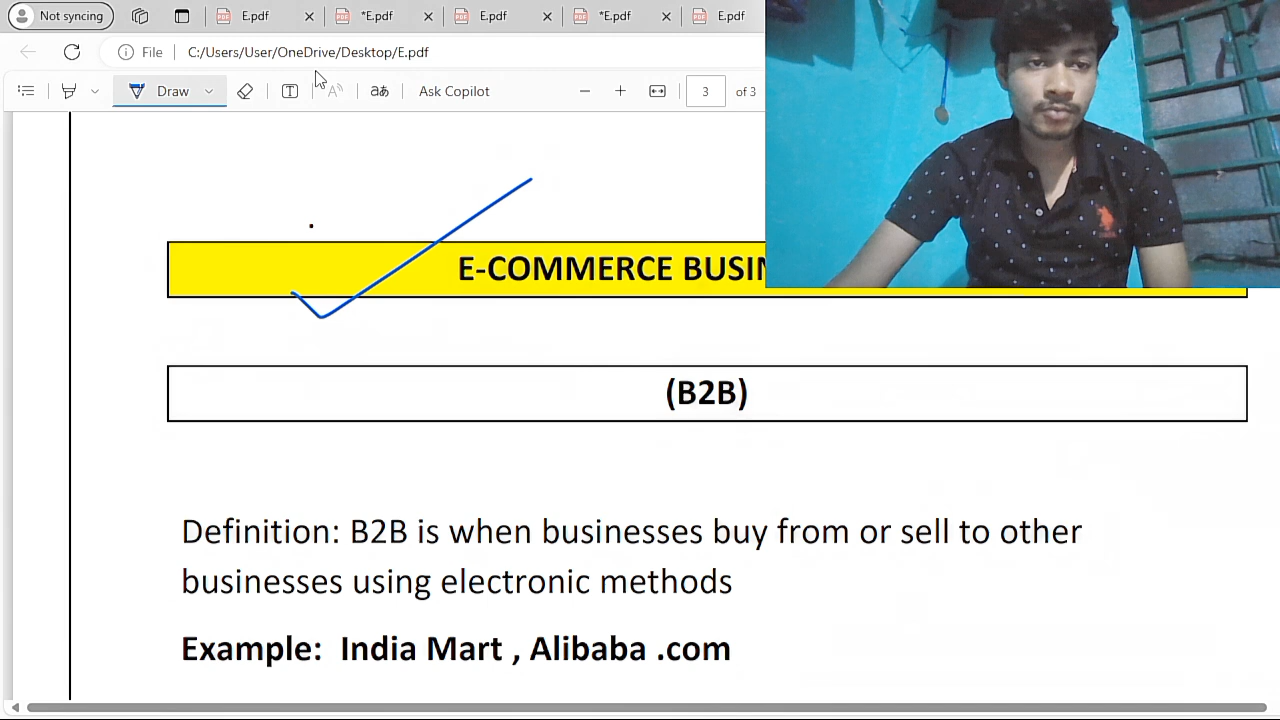 Not syncing
E.pdf
*E.pdf
E.pdf
*E.pdf
E.pdf
File
C:/Users/User/OneDrive/Desktop/E.pdf
Draw
aあ
Ask Copilot
3
of 3
E-COMMERCE
(B2B)
Definition: B2B is when businesses buy from or sell to other
businesses using electronic methods
Example: India Mart , Alibaba .com